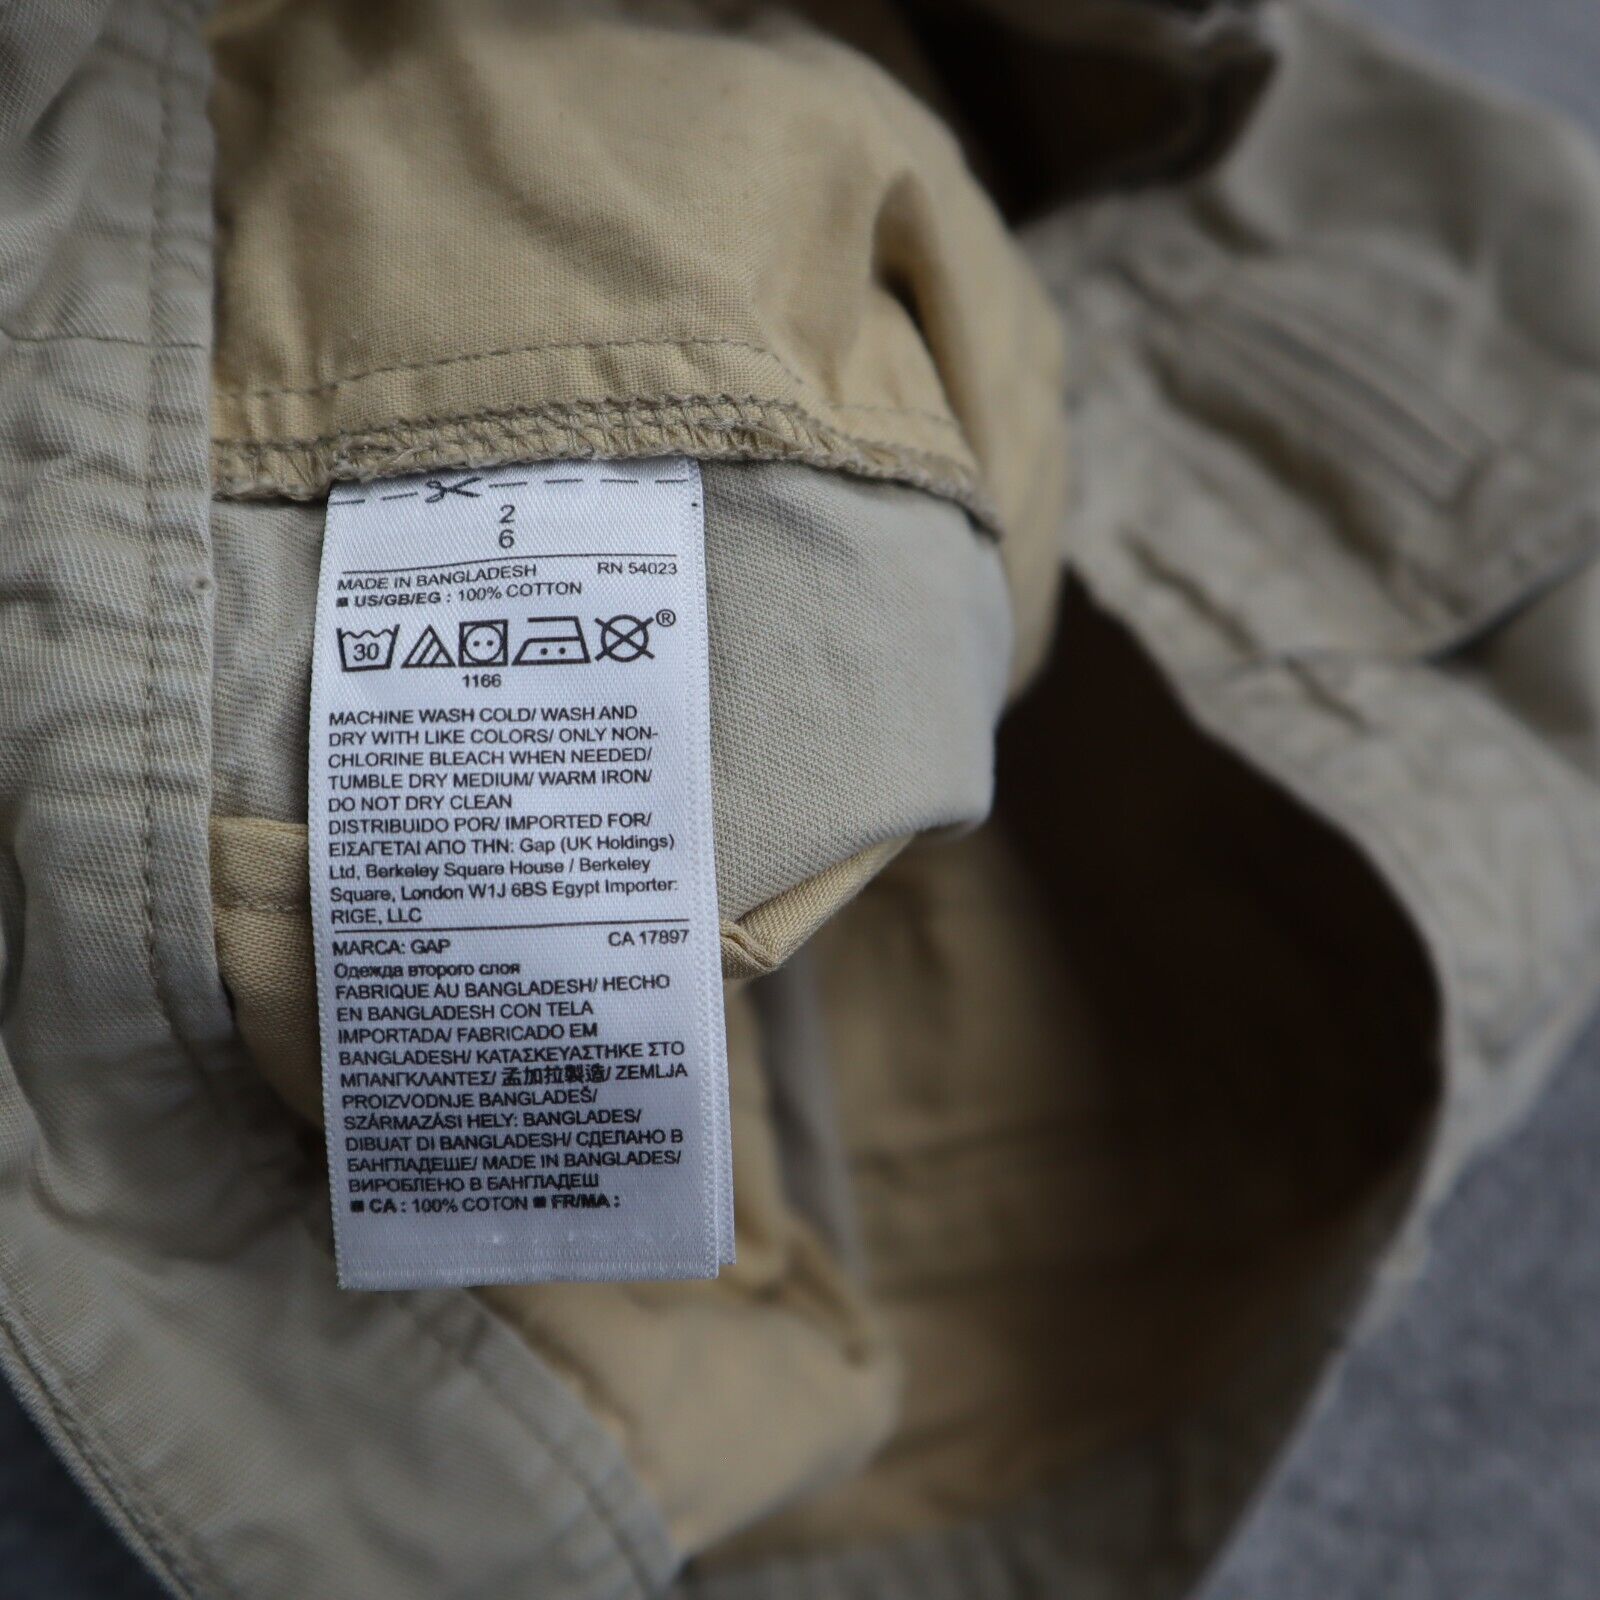 2
6
MADE IN BANGLADESH RN 54023
■ US/GB/EG : 100% COTTON
30 ®
1166
MACHINE WASH COLD/ WASH AND
DRY WITH LIKE COLORS/ ONLY NON-
CHLORINE BLEACH WHEN NEEDED/
TUMBLE DRY MEDIUM/ WARM IRON/
DO NOT DRY CLEAN
DISTRIBUIDO POR/ IMPORTED FOR/
ΕΙΣΑΓΕΤΑΙ ΑΠΟ ΤΗΝ: Gap (UK Holdings)
Ltd, Berkeley Square House / Berkeley
Square, London W1J 6BS Egypt Importer:
RIGE, LLC
MARCA: GAP CA 17897
Одежда второго слоя
FABRIQUE AU BANGLADESH/ HECHO
EN BANGLADESH CON TELA
IMPORTADA/ FABRICADO EM
BANGLADESH/ ΚΑΤΑΣΚΕΥΑΣΤΗΚΕ ΣΤΟ
ΜΠΑΝΓΚΛΑΝΤΕΣ/ 孟加拉製造/ ZEMLJA
PROIZVODNJE BANGLADEŠ/
SZÁRMAZÁSI HELY: BANGLADES/
DIBUAT DI BANGLADESH/ СДЕЛАНО В
БАНГЛАДЕШЕ/ MADE IN BANGLADES/
ВИРОБЛЕНО В БАНГЛАДЕШ
■ CA : 100% COTON ■ FR/MA :